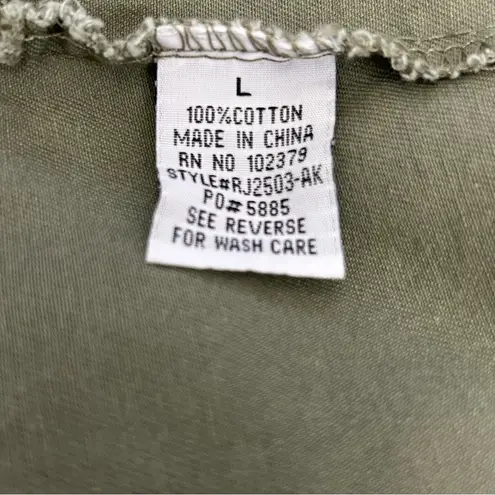 L
100%COTTON
MADE IN CHINA
RN NO 102379
STYLE#RJ2503-AK
PO#5885
SEE REVERSE
FOR WASH CARE